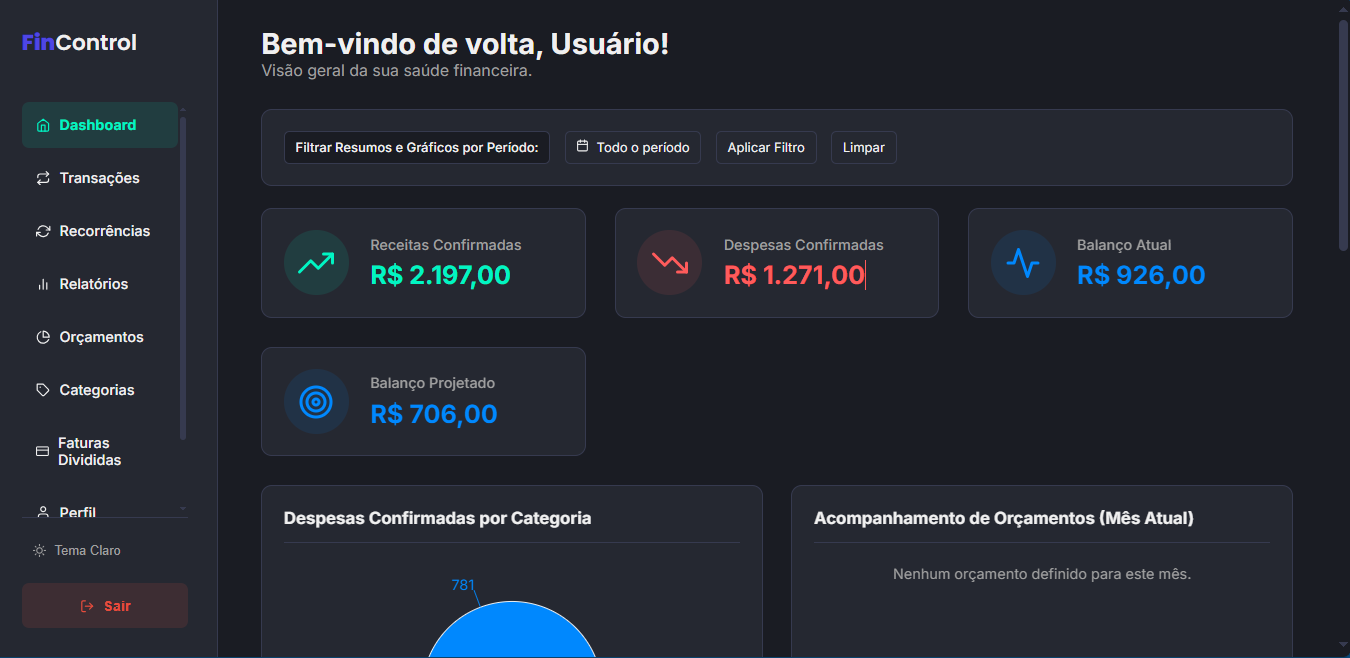 FinControl
Dashboard
Transações
Recorrências
Relatórios
Orçamentos
Categorias
Faturas
Divididas
Perfil
Tema Claro
Sair
Bem-vindo de volta, Usuário!
Visão geral da sua saúde financeira.
Filtrar Resumos e Gráficos por Período:
Todo o período
Aplicar Filtro
Limpar
Receitas Confirmadas
R$ 2.197,00
Despesas Confirmadas
R$ 1.271,00
Balanço Atual
R$ 926,00
Balanço Projetado
R$ 706,00
Despesas Confirmadas por Categoria
781
Acompanhamento de Orçamentos (Mês Atual)
Nenhum orçamento definido para este mês.